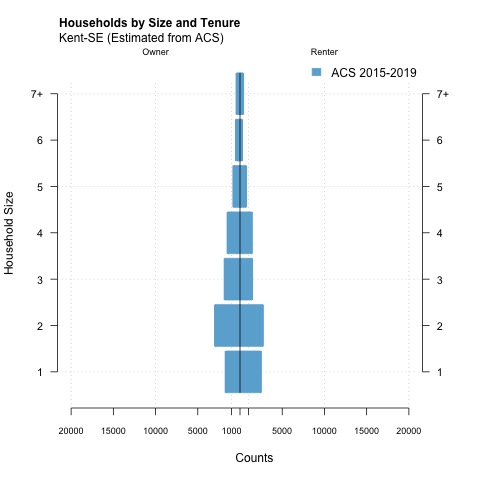 Households by Size and Tenure
Kent-SE (Estimated from ACS)
Owner Renter
ACS 2015-2019
7+ 7+
6 6
5 5
4 4
3 3
2 2
1 1
Household Size
20000 15000 10000 5000 1000 5000 10000 15000 20000
Counts